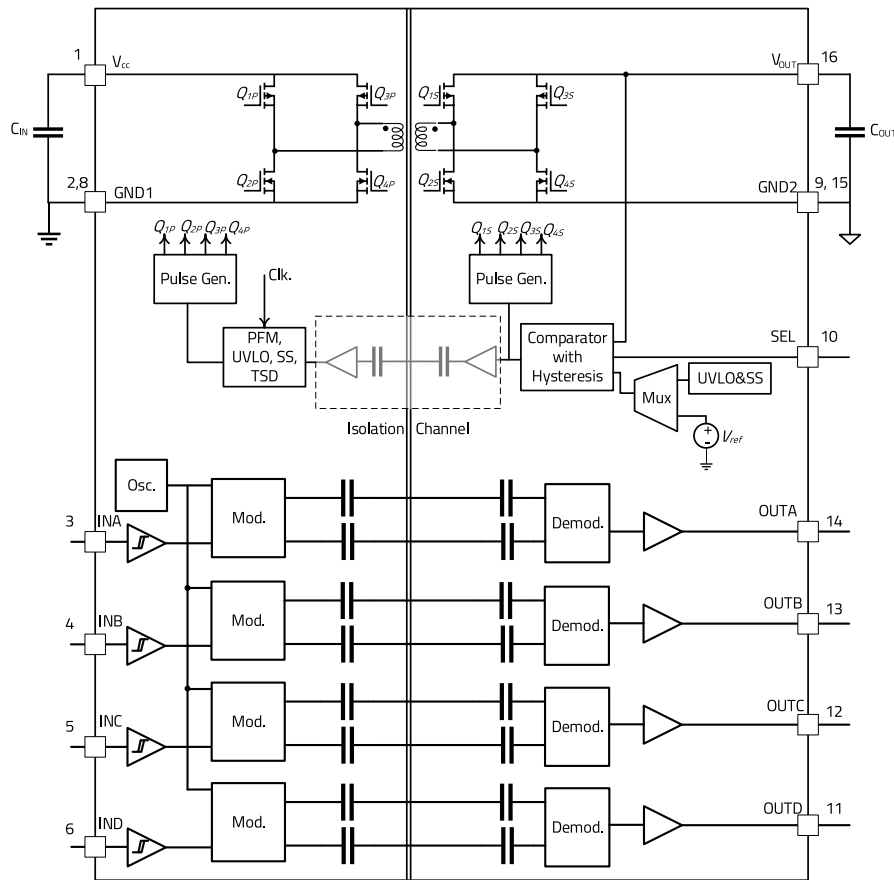 1
Vcc
CIN
2,8
GND1
Q1P
Q3P
Q2P
Q4P
Q1S
Q3S
Q2S
Q4S
VOUT
16
COUT
9, 15
GND2
Q1P Q2P Q3P Q4P
Pulse Gen.
Clk.
PFM,
UVLO, SS,
TSD
Q1S Q2S Q3S Q4S
Pulse Gen.
Comparator
with
Hysteresis
SEL
10
UVLO&SS
Mux
+
-
Vref
Isolation Channel
Osc.
3
INA
Mod.
Demod.
OUTA
14
4
INB
Mod.
Demod.
OUTB
13
5
INC
Mod.
Demod.
OUTC
12
6
IND
Mod.
Demod.
OUTD
11